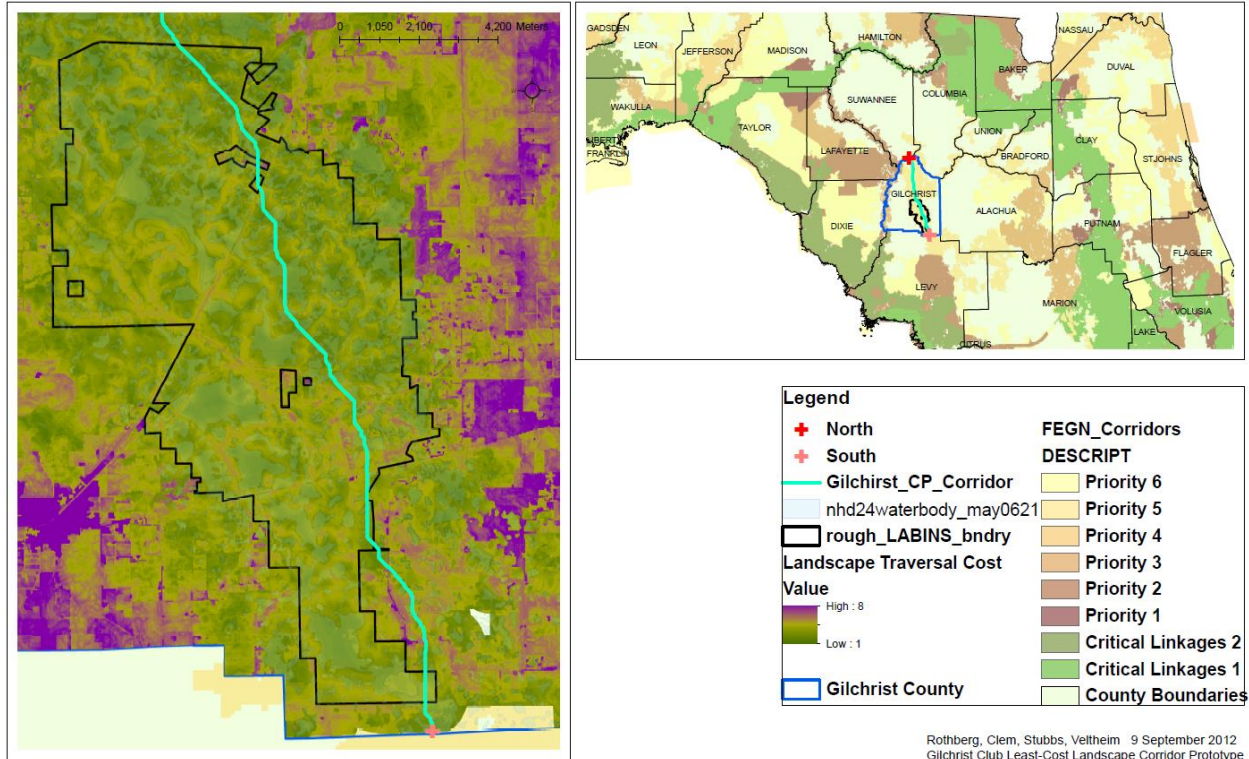 0 1,050 2,100 4,200 Meters
GADSDEN
LEON
JEFFERSON
MADISON
HAMILTON
NASSAU
BAKER
DUVAL
WAKULLA
SUWANNEE
COLUMBIA
TAYLOR
LIBERTY
FRANKLIN
LAFAYETTE
UNION
CLAY
BRADFORD
STJOHNS
GILCHRIST
ALACHUA
DIXIE
PUTNAM
FLAGLER
LEVY
MARION
VOLUSIA
LAKE
CITRUS
Legend
North
South
Gilchirst_CP_Corridor
nhd24waterbody_may0621
rough_LABINS_bndry
Landscape Traversal Cost
Value
High : 8
Low : 1
Gilchrist County
FEGN_Corridors
DESCRIPT
Priority 6
Priority 5
Priority 4
Priority 3
Priority 2
Priority 1
Critical Linkages 2
Critical Linkages 1
County Boundaries
Rothberg, Clem, Stubbs, Veltheim 9 September 2012
Gilchrist Club Least-Cost Landscape Corridor Prototype